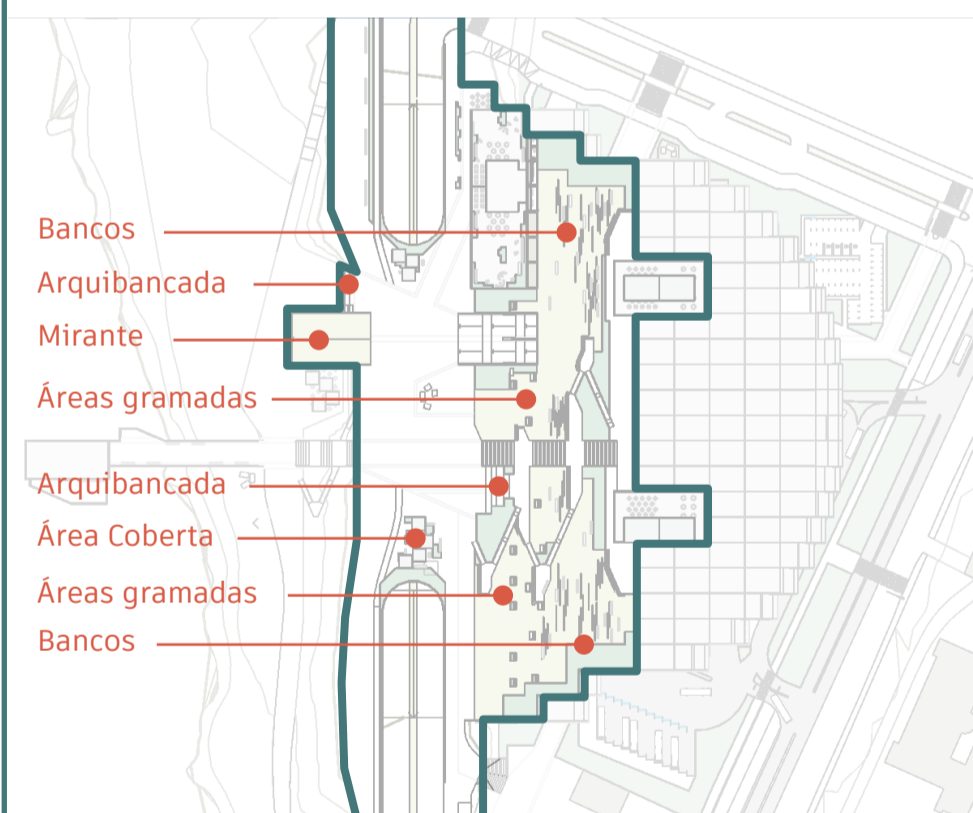 Bancos
Arquibancada
Mirante
Áreas gramadas
Arquibancada
Área Coberta
Áreas gramadas
Bancos